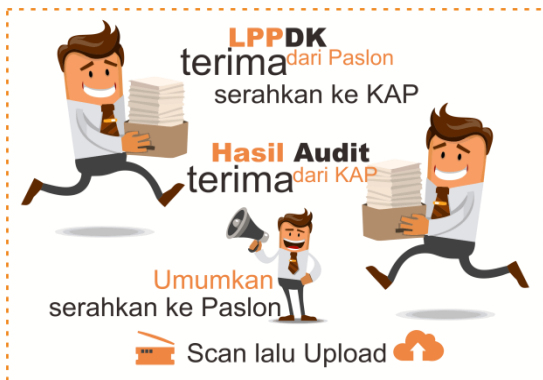 LPPDK
terima dari Paslon
serahkan ke KAP
Hasil Audit
terima dari KAP
Umumkan
serahkan ke Paslon
Scan lalu Upload